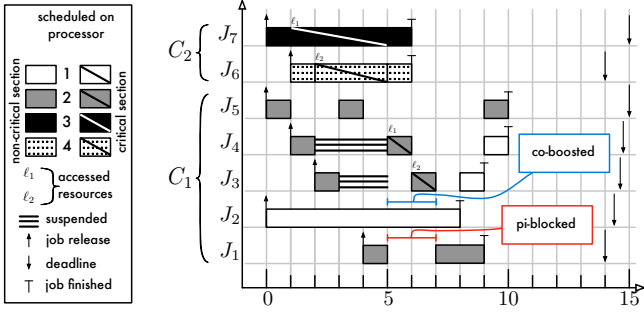 scheduled on
processor
non-critical section
critical section
1
2
3
4
ℓ₁
ℓ₂
accessed
resources
suspended
job release
deadline
job finished
C₂
C₁
J₇
J₆
J₅
J₄
J₃
J₂
J₁
ℓ₁
ℓ₂
ℓ₁
ℓ₂
co-boosted
pi-blocked
0
5
10
15